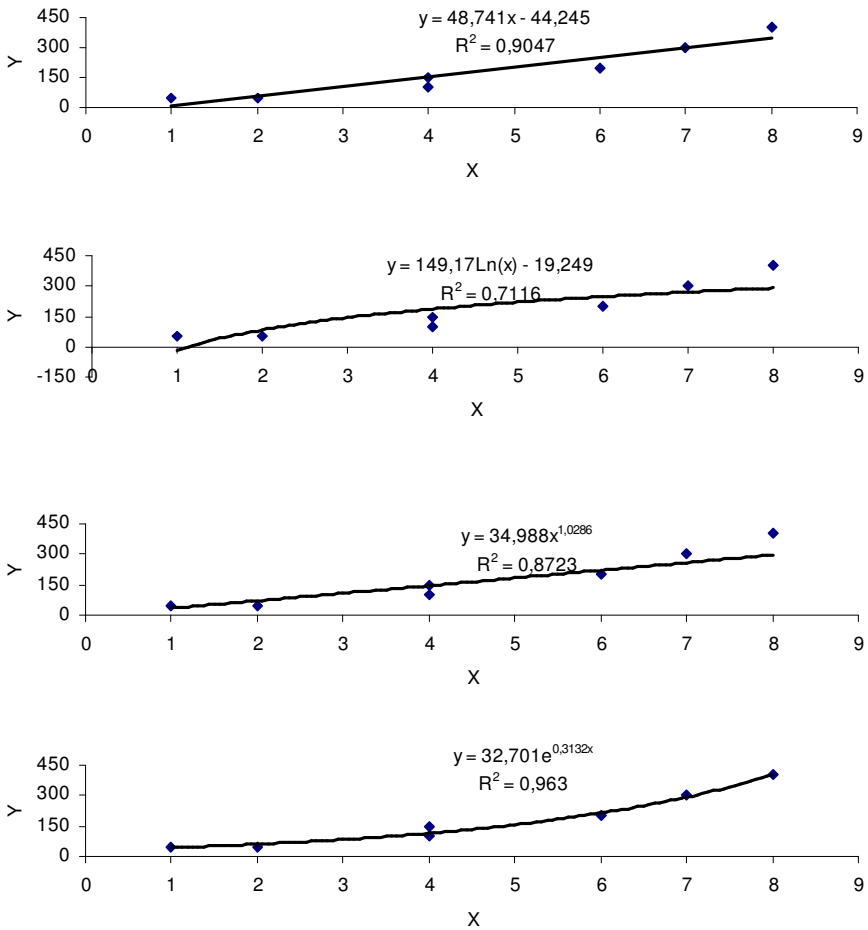 y = 48,741x - 44,245
R² = 0,9047
450
300
150
0
Y
0 1 2 3 4 5 6 7 8 9
X
y = 149,17Ln(x) - 19,249
R² = 0,7116
450
300
150
0
-150
Y
0 1 2 3 4 5 6 7 8 9
X
y = 34,988x^1,0286
R² = 0,8723
450
300
150
0
Y
0 1 2 3 4 5 6 7 8 9
X
y = 32,701e^0,3132x
R² = 0,963
450
300
150
0
Y
0 1 2 3 4 5 6 7 8 9
X